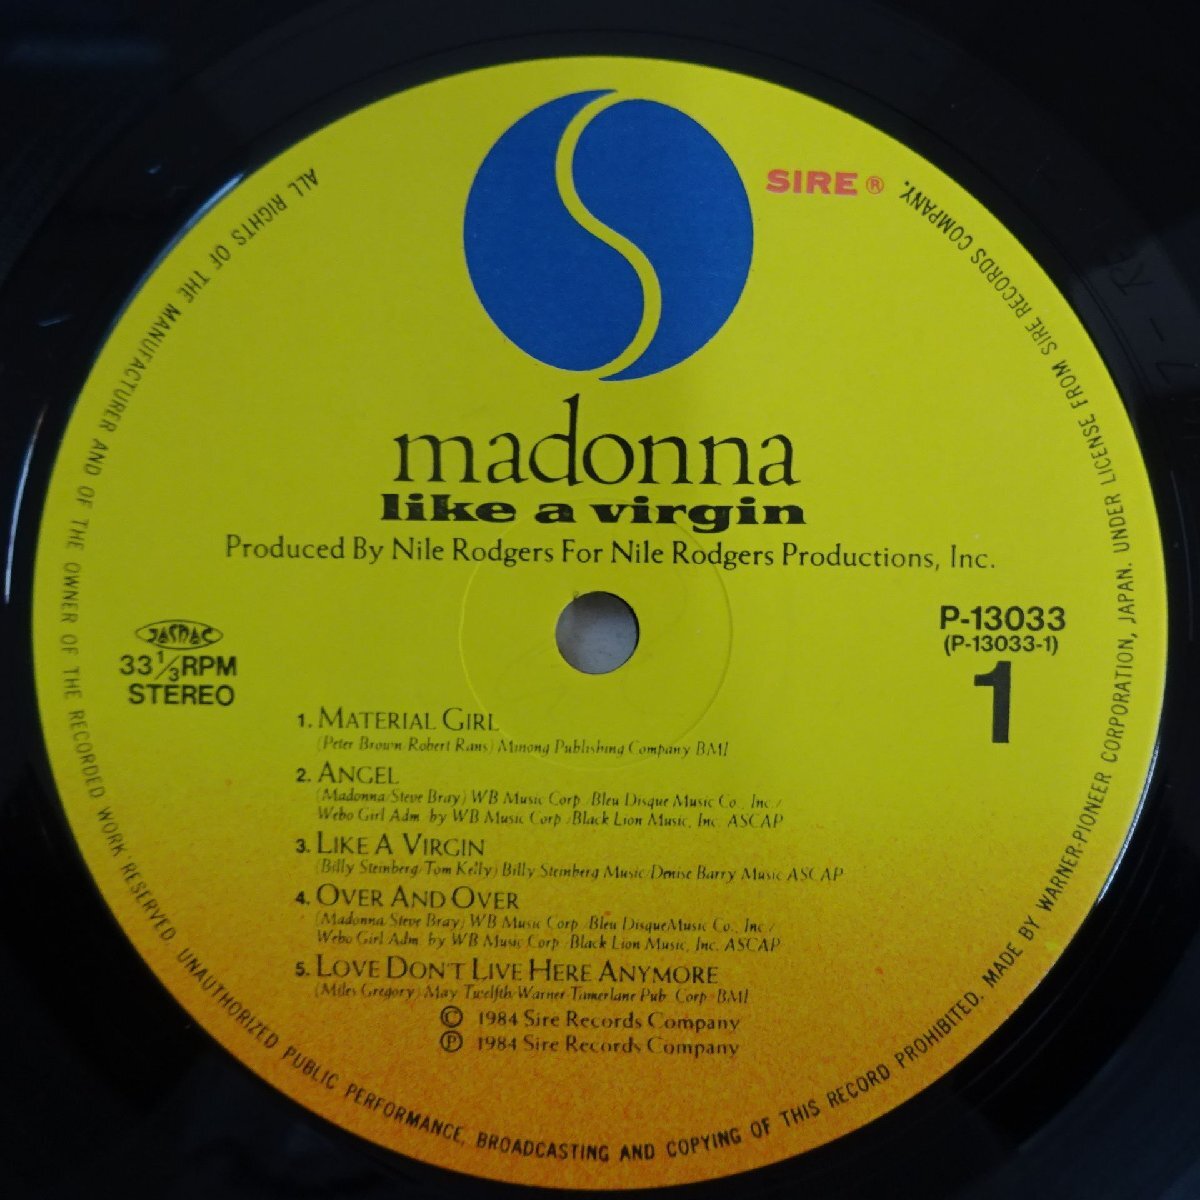 SIRE ®
madonna
like a virgin
Produced By Nile Rodgers For Nile Rodgers Productions, Inc.
JASRAC
33 1/3 RPM
STEREO
P-13033
(P-13033-1)
1
1. MATERIAL GIRL
(Peter Brown/Robert Rans) Minong Publishing Company BMI
2. ANGEL
(Madonna/Steve Bray) WB Music Corp./Bleu Disque Music Co., Inc./
Webo Girl Adm. by WB Music Corp./Black Lion Music, Inc. ASCAP
3. LIKE A VIRGIN
(Billy Steinberg/Tom Kelly) Billy Steinberg Music/Denise Barry Music ASCAP
4. OVER AND OVER
(Madonna/Steve Bray) WB Music Corp./Bleu Disque Music Co., Inc./
Webo Girl Adm. by WB Music Corp./Black Lion Music, Inc. ASCAP
5. LOVE DON'T LIVE HERE ANYMORE
(Miles Gregory) May Twelfth/Warner-Tamerlane Pub. Corp. BMI
© 1984 Sire Records Company
℗ 1984 Sire Records Company
ALL RIGHTS OF THE MANUFACTURER AND OF THE OWNER OF THE RECORDED WORK RESERVED. UNAUTHORIZED PUBLIC PERFORMANCE, BROADCASTING AND COPYING OF THIS RECORD PROHIBITED. MADE BY WARNER-PIONEER CORPORATION, JAPAN. UNDER LICENSE FROM SIRE RECORDS COMPANY.